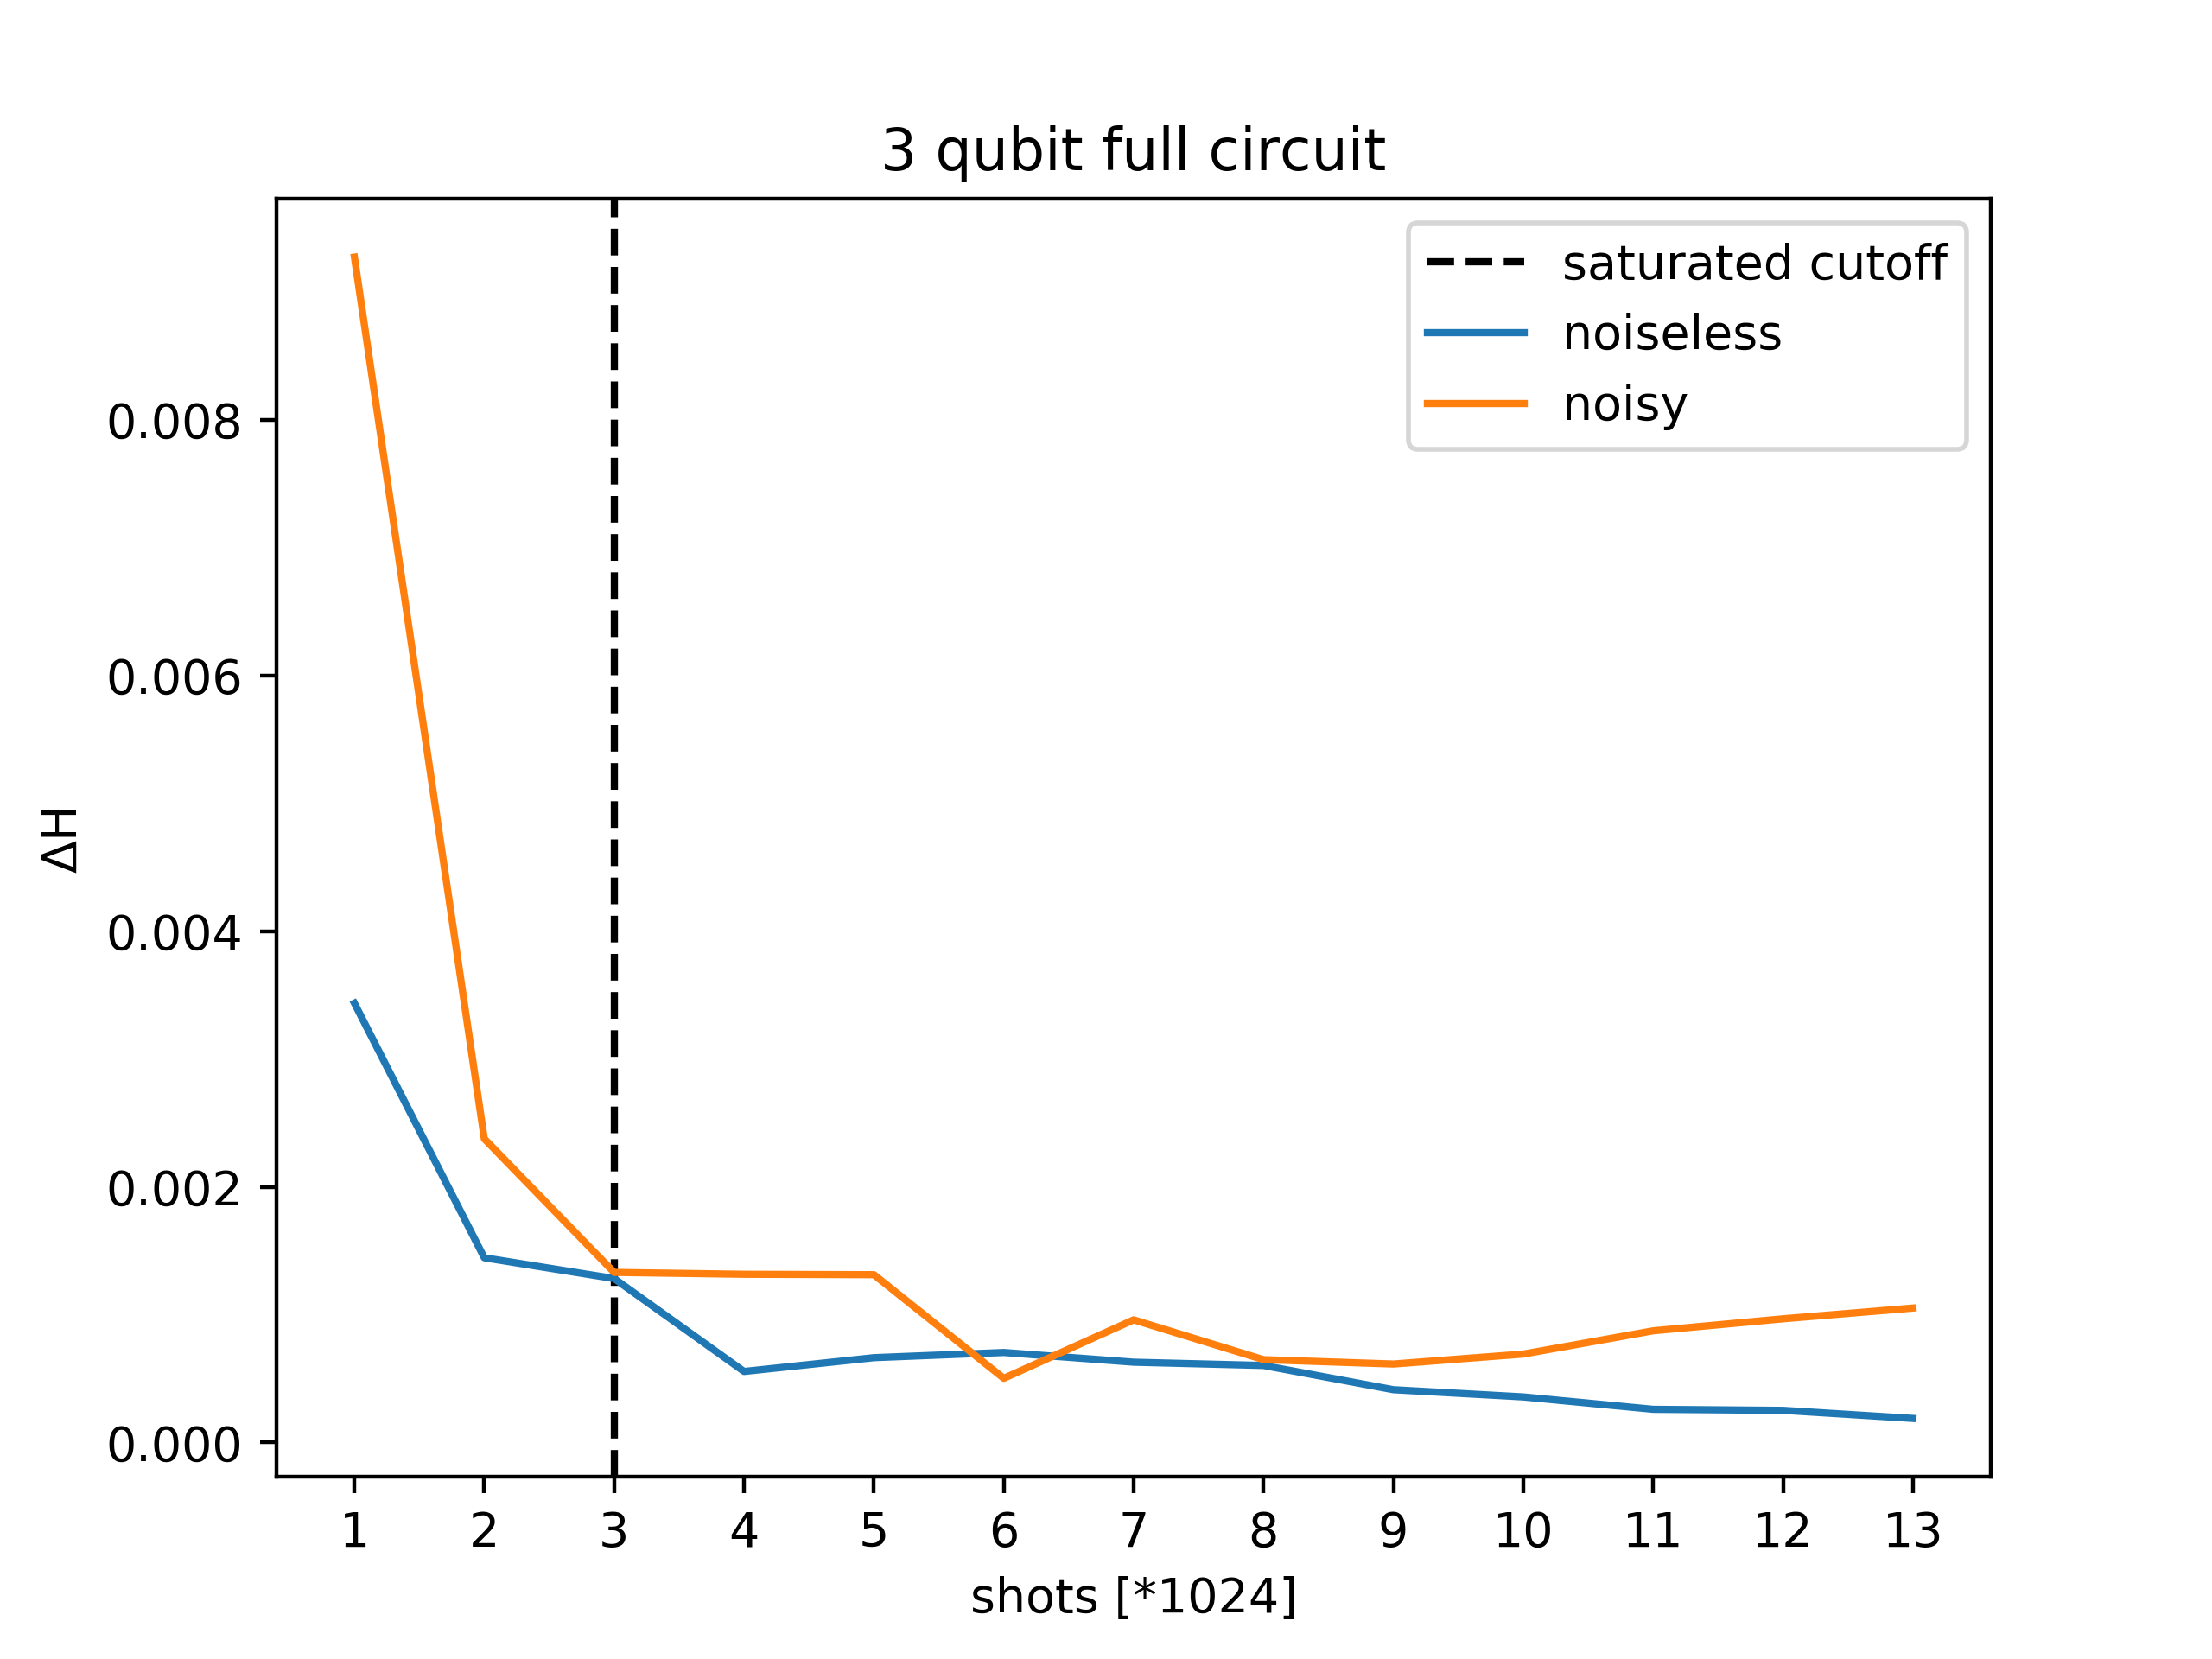 3 qubit full circuit
saturated cutoff
noiseless
noisy
0.008
0.006
0.004
0.002
0.000
ΔH
1 2 3 4 5 6 7 8 9 10 11 12 13
shots [*1024]